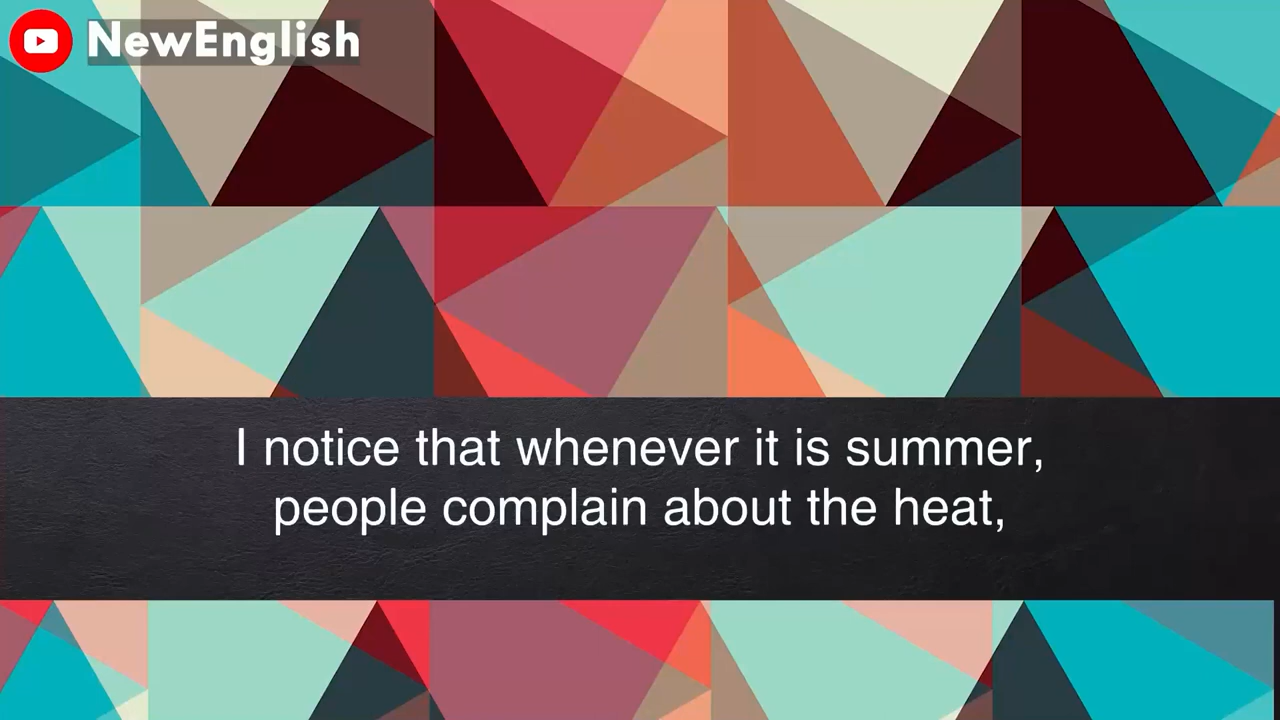 NewEnglish
I notice that whenever it is summer,
people complain about the heat,